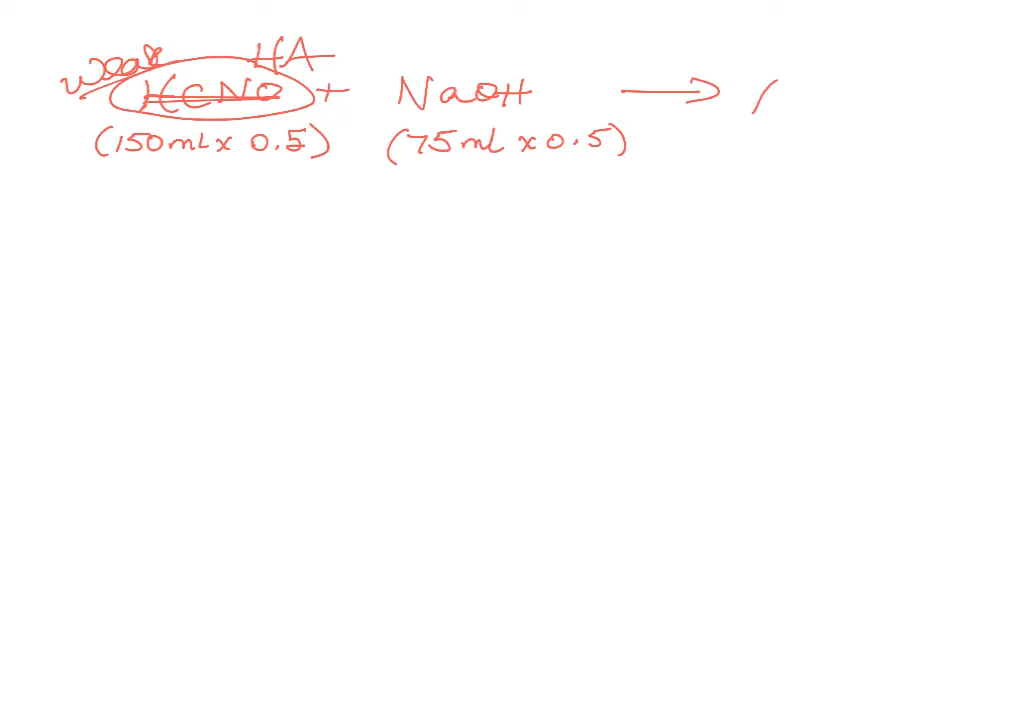 weak HA
HCNO + NaOH ⟶
(150mL x 0.5) (75mL x 0.5)